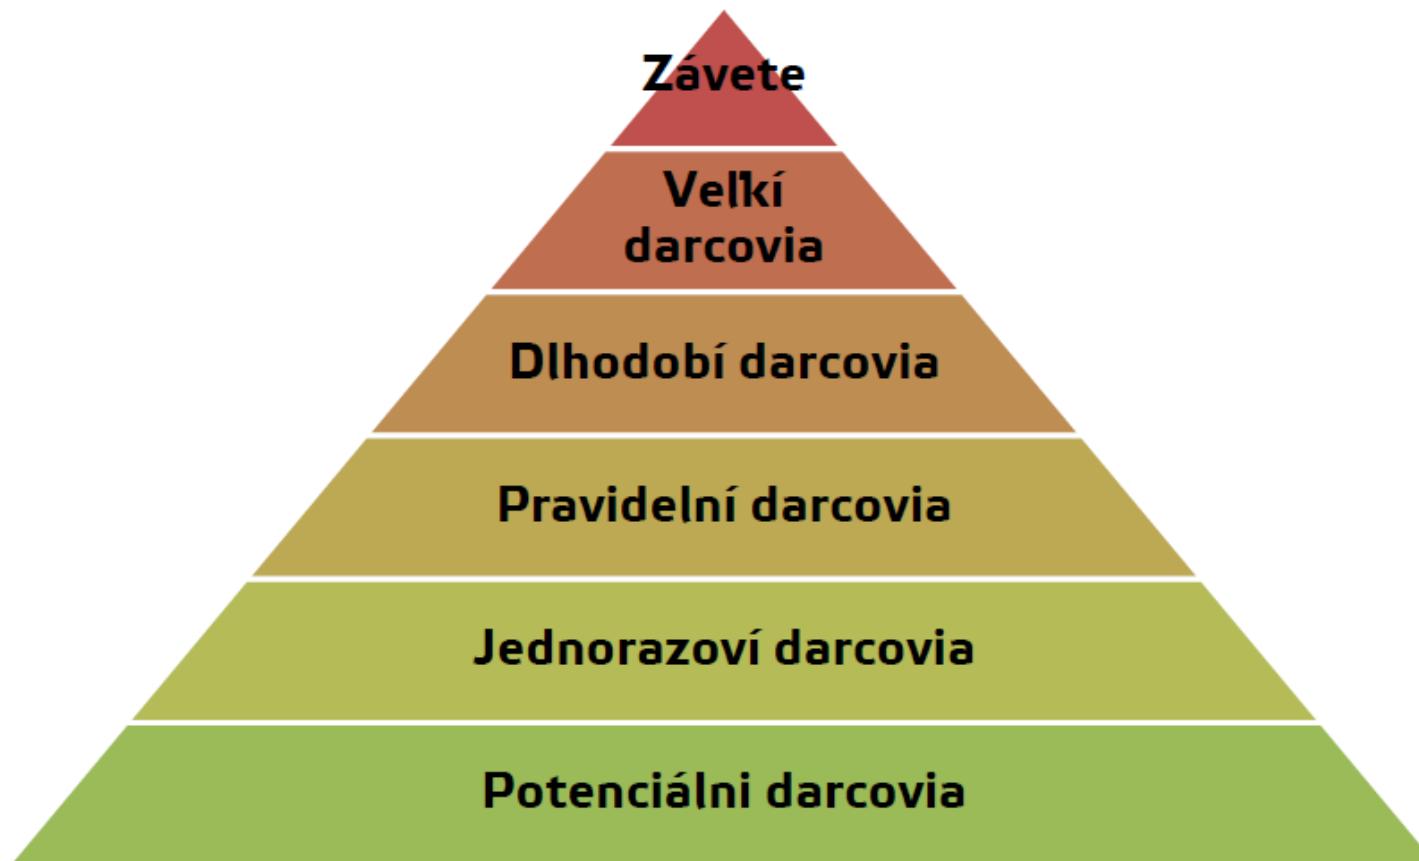 Závete
Veľkí
darcovia
Dlhodobí darcovia
Pravidelní darcovia
Jednorazoví darcovia
Potenciálni darcovia